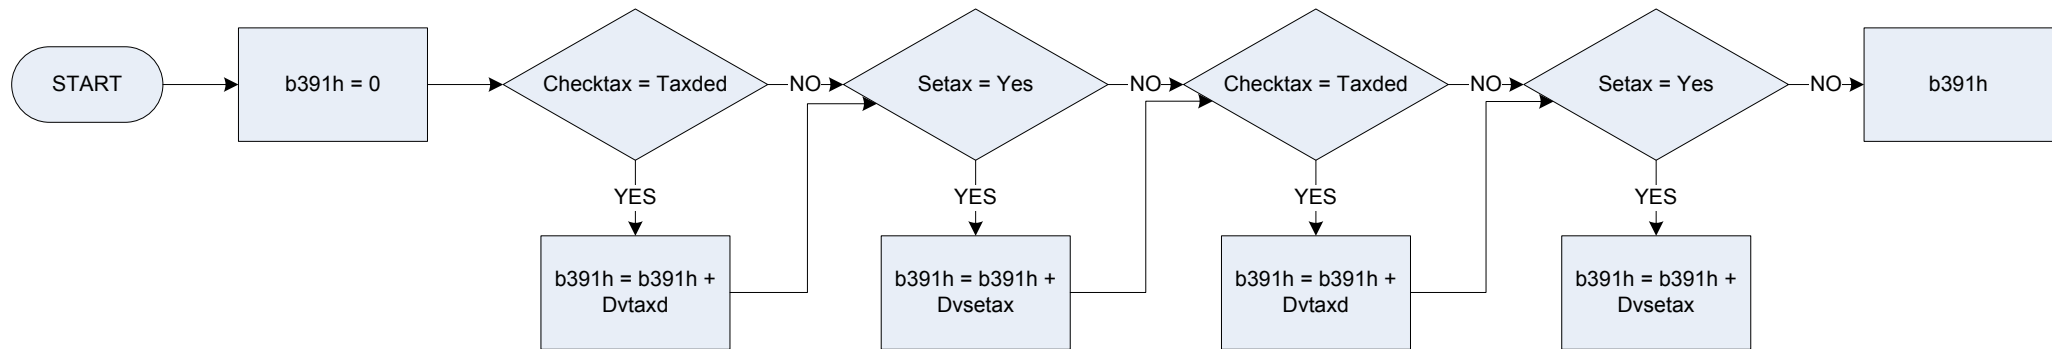 START
b391h = 0
Checktax = Taxded
NO
Setax = Yes
NO
Checktax = Taxded
NO
Setax = Yes
NO
b391h
YES
YES
YES
YES
b391h = b391h +
Dvtaxd
b391h = b391h +
Dvsetax
b391h = b391h +
Dvtaxd
b391h = b391h +
Dvsetax